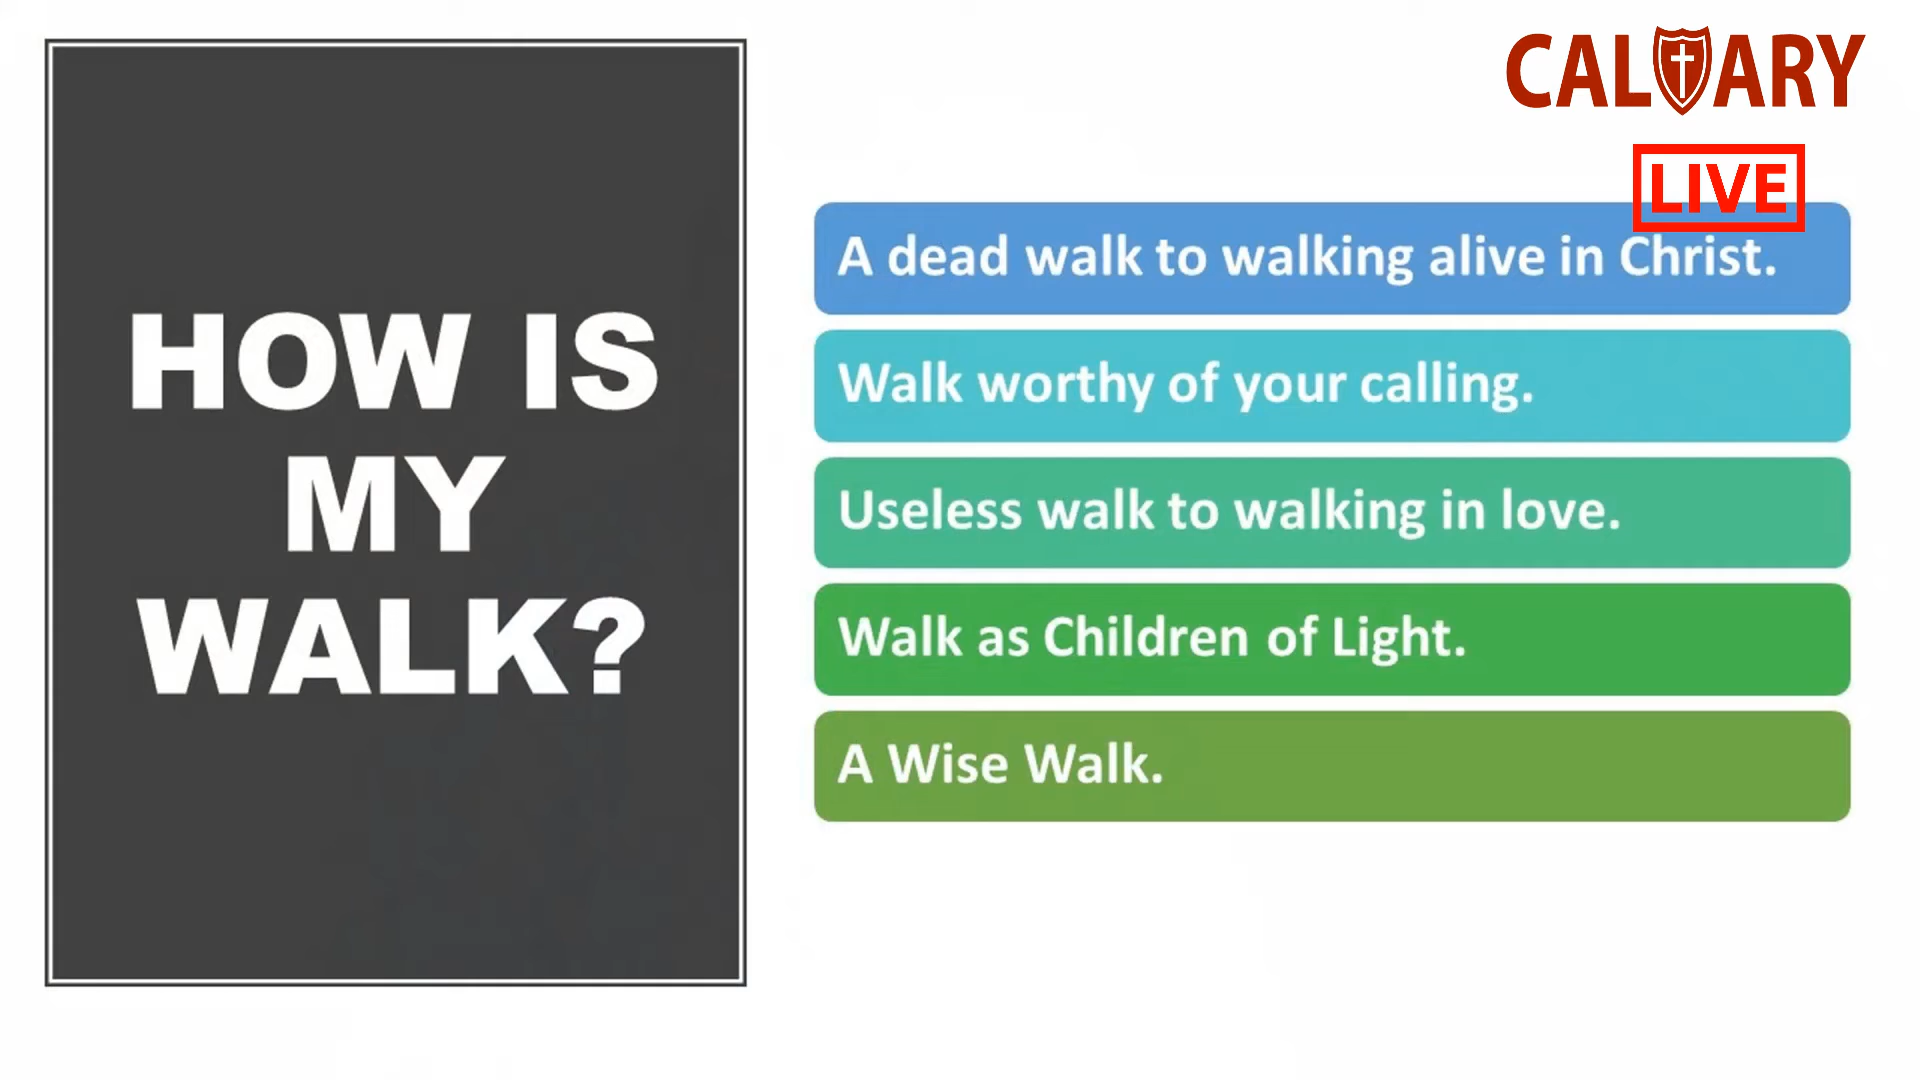 CALVARY
LIVE
HOW IS
MY
WALK?
A dead walk to walking alive in Christ.
Walk worthy of your calling.
Useless walk to walking in love.
Walk as Children of Light.
A Wise Walk.